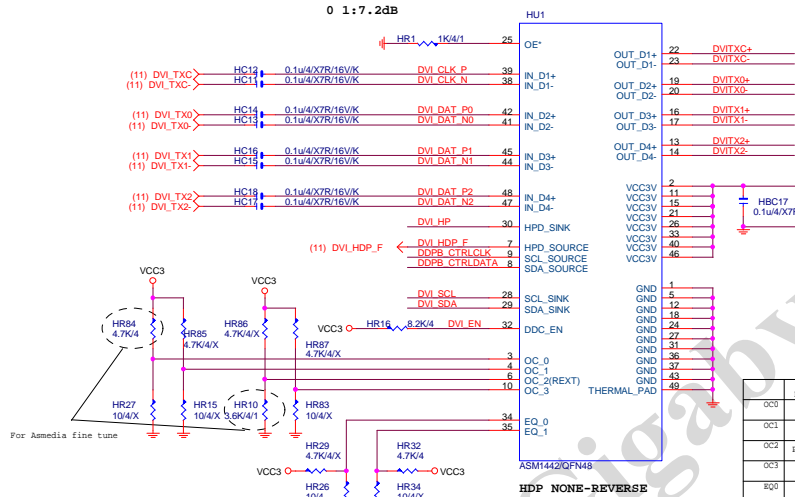 0 1:7.2dB
HU1
HR1 1K/4/1 25 OE*
(11) DVI_TXC HC12 0.1u/4/X7R/16V/K DVI_CLK_P 39 IN_D1+
(11) DVI_TXC- HC11 0.1u/4/X7R/16V/K DVI_CLK_N 38 IN_D1-
(11) DVI_TX0 HC14 0.1u/4/X7R/16V/K DVI_DAT_P0 42 IN_D2+
(11) DVI_TX0- HC13 0.1u/4/X7R/16V/K DVI_DAT_N0 41 IN_D2-
(11) DVI_TX1 HC16 0.1u/4/X7R/16V/K DVI_DAT_P1 45 IN_D3+
(11) DVI_TX1- HC15 0.1u/4/X7R/16V/K DVI_DAT_N1 44 IN_D3-
(11) DVI_TX2 HC18 0.1u/4/X7R/16V/K DVI_DAT_P2 48 IN_D4+
(11) DVI_TX2- HC17 0.1u/4/X7R/16V/K DVI_DAT_N2 47 IN_D4-
DVI_HP 30 HPD_SINK
(11) DVI_HDP_F DVI_HDP_F 7 HPD_SOURCE
DDPB_CTRLCLK 9 SCL_SOURCE
DDPB_CTRLDATA 8 SDA_SOURCE
DVI_SCL 28 SCL_SINK
DVI_SDA 29 SDA_SINK
VCC3 HR16 8.2K/4 DVI_EN 32 DDC_EN
3 OC_0
4 OC_1
6 OC_2(REXT)
10 OC_3
34 EQ_0
35 EQ_1
OUT_D1+ 22 DVITXC+
OUT_D1- 23 DVITXC-
OUT_D2+ 19 DVITX0+
OUT_D2- 20 DVITX0-
OUT_D3+ 16 DVITX1+
OUT_D3- 17 DVITX1-
OUT_D4+ 13 DVITX2+
OUT_D4- 14 DVITX2-
VCC3V 2
VCC3V 11
VCC3V 15
VCC3V 21
VCC3V 26
VCC3V 33
VCC3V 40
VCC3V 46
HBC17
0.1u/4/X7
GND 1
GND 5
GND 12
GND 18
GND 24
GND 27
GND 31
GND 36
GND 37
GND 43
THERMAL_PAD 49
VCC3
VCC3
HR84
4.7K/4
HR85
4.7K/4/X
HR86
4.7K/4/X
HR87
4.7K/4/X
HR27
10/4/X
HR15
10/4/X
HR10
3.6K/4/1
HR83
10/4/X
For Asmedia fine tune
HR29
4.7K/4/X
HR32
4.7K/4
VCC3
VCC3
HR26
10/4
HR34
10/4/X
ASM1442/QFN48
HDP NONE-REVERSE
OC0
OC1
OC2
OC3
EQ0
Gigaby